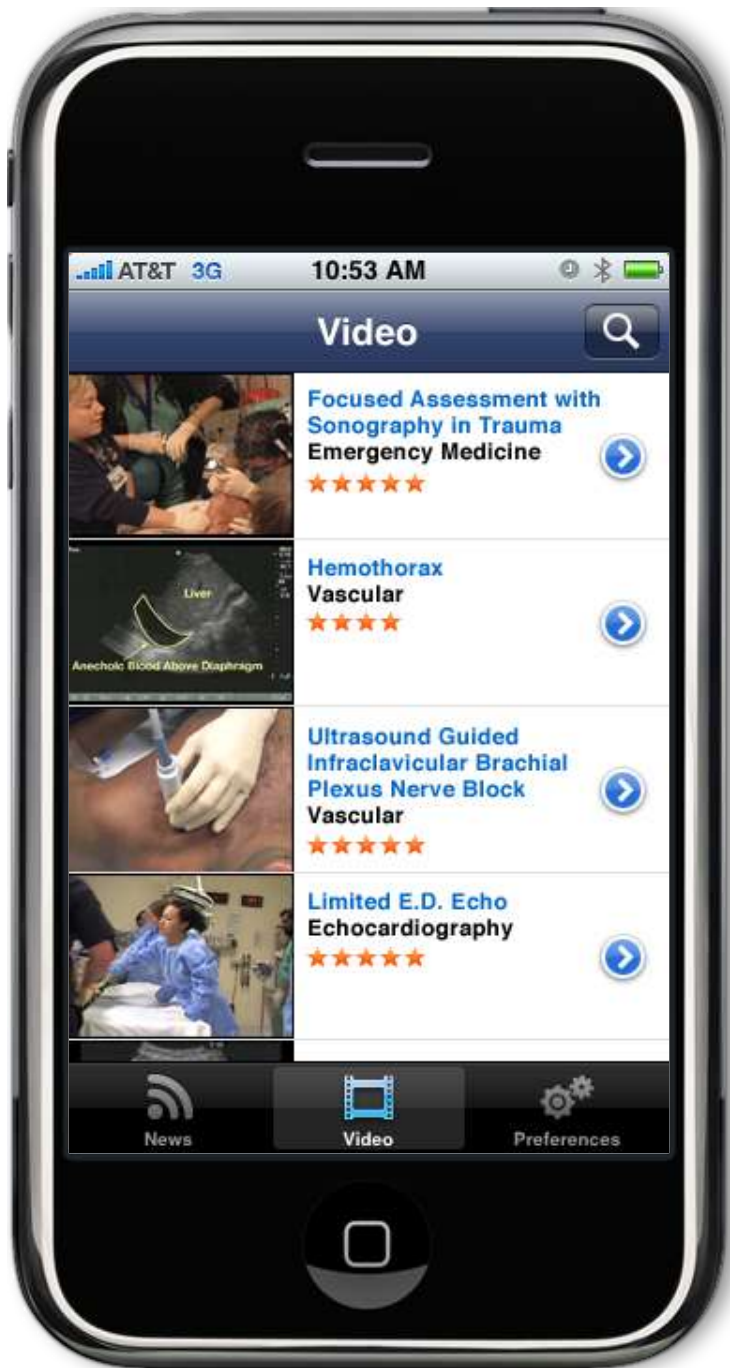 AT&T 3G 10:53 AM
Video
Focused Assessment with
Sonography in Trauma
Emergency Medicine
Liver
Anechoic Blood Above Diaphragm
Hemothorax
Vascular
Ultrasound Guided
Infraclavicular Brachial
Plexus Nerve Block
Vascular
Limited E.D. Echo
Echocardiography
News Video Preferences